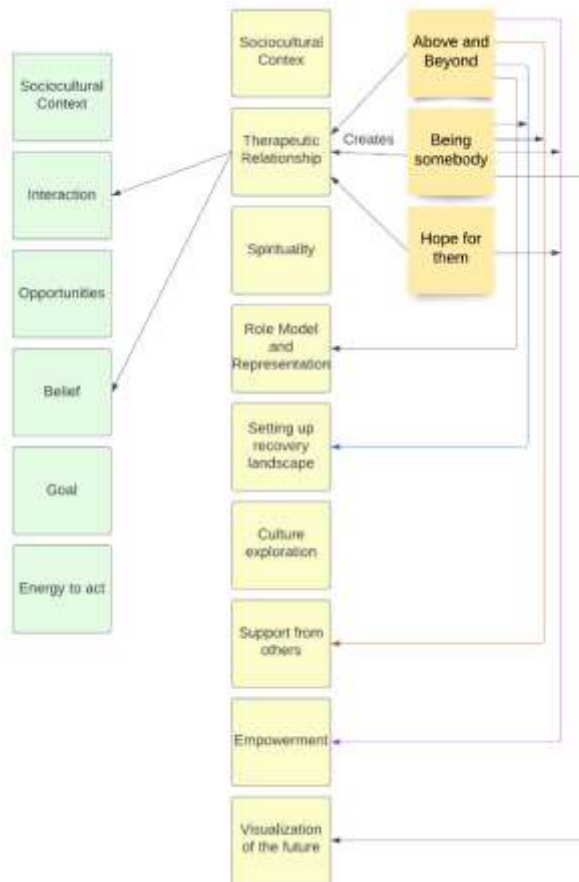 Sociocultural
Context
Interaction
Opportunities
Belief
Goal
Energy to act
Sociocultural
Contex
Therapeutic
Relationship
Spirituality
Role Model
and
Representation
Setting up
recovery
landscape
Culture
exploration
Support from
others
Empowerment
Visualization
of the future
Creates
Above and
Beyond
Being
somebody
Hope for
them